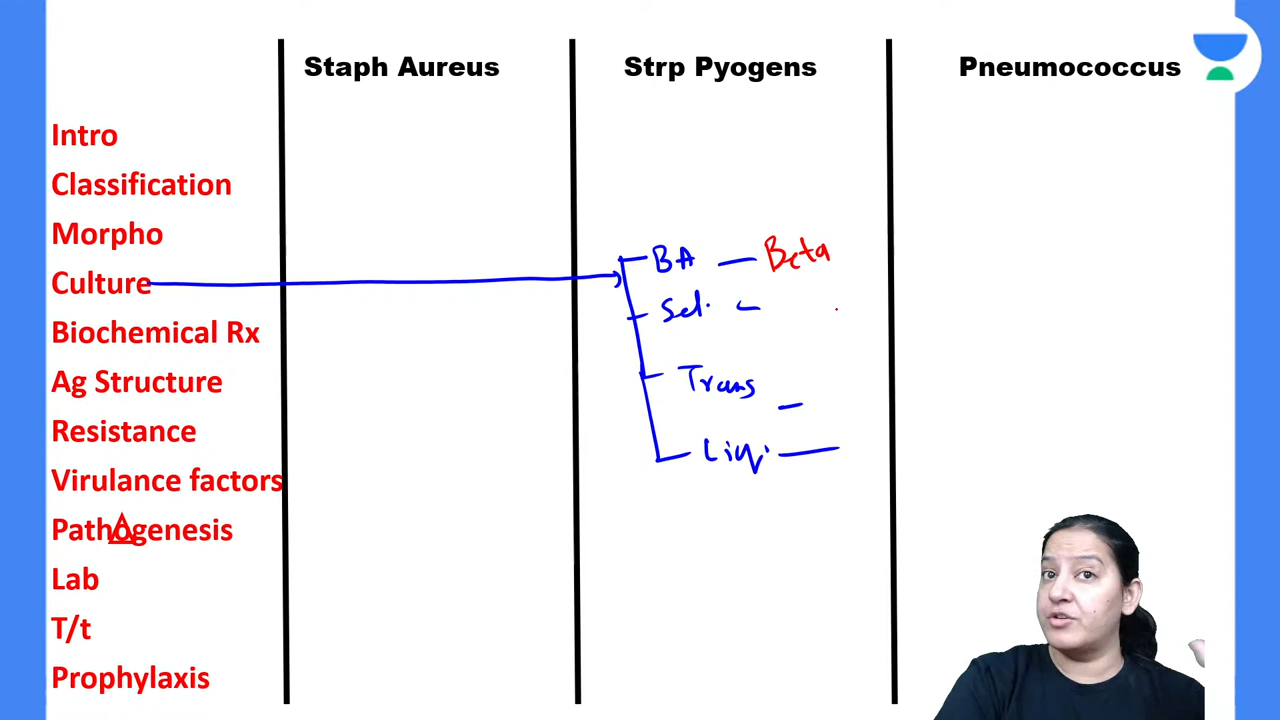 Staph Aureus
Strp Pyogens
Pneumococcus
Intro
Classification
Morpho
Culture
Biochemical Rx
Ag Structure
Resistance
Virulance factors
Pathogenesis
Δ
Lab
T/t
Prophylaxis
BA — Beta
Sel. –
Trans –
Liqi —